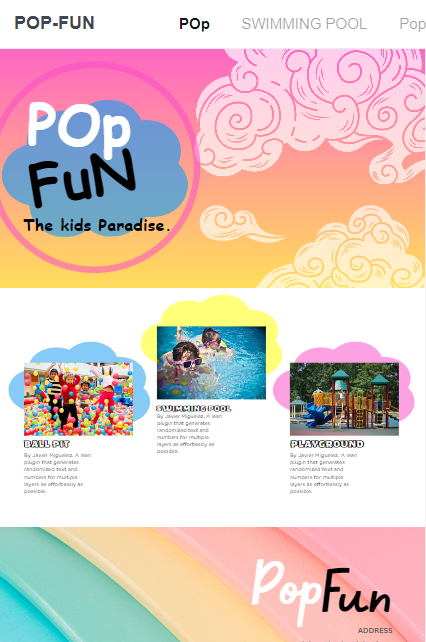 POP-FUN
POp
SWIMMING POOL
Pop
POp
FuN
The kids Paradise.
BALL PIT
By Javier Miguelez. A lean
plugin that generates
randomized text and
numbers for multiple
layers as effortlessly as
possible.
SWIMMING POOL
By Javier Miguelez. A lean
plugin that generates
randomized text and
numbers for multiple
layers as effortlessly as
possible.
PLAYGROUND
By Javier Miguelez. A lean
plugin that generates
randomized text and
numbers for multiple
layers as effortlessly as
possible.
PopFun
ADDRESS